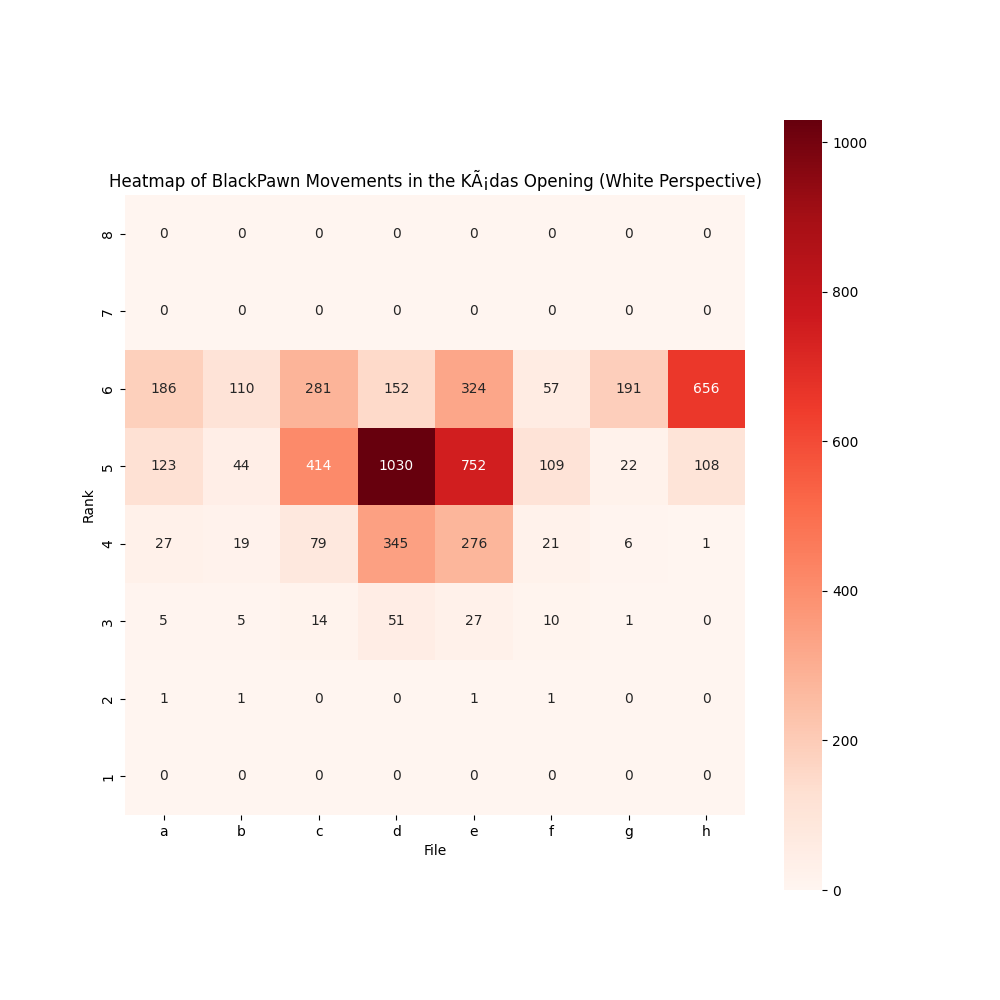 Heatmap of BlackPawn Movements in the KÃ¡das Opening (White Perspective)
1000
800
600
400
200
0
Rank
8 0 0 0 0 0 0 0 0
7 0 0 0 0 0 0 0 0
6 186 110 281 152 324 57 191 656
5 123 44 414 1030 752 109 22 108
4 27 19 79 345 276 21 6 1
3 5 5 14 51 27 10 1 0
2 1 1 0 0 1 1 0 0
1 0 0 0 0 0 0 0 0
a b c d e f g h
File